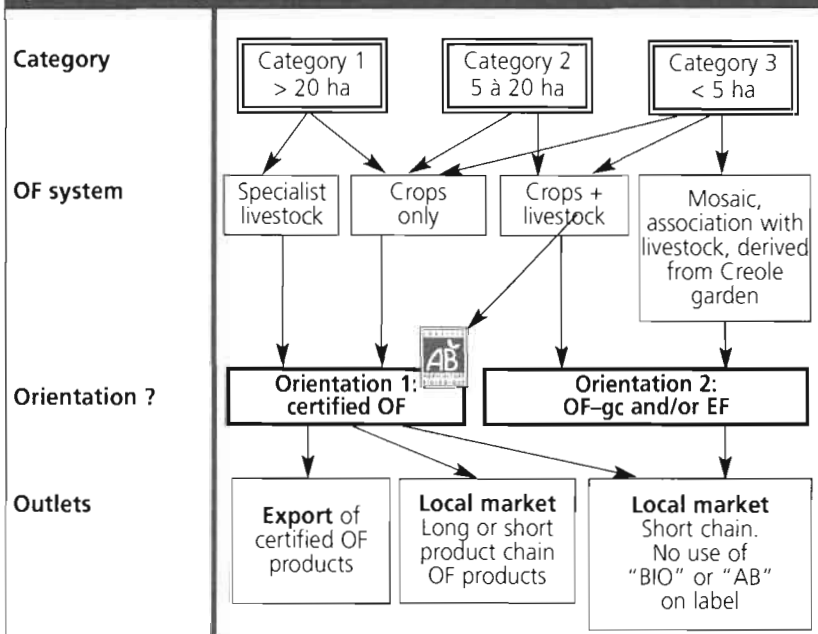 Category
Category 1
> 20 ha
Category 2
5 à 20 ha
Category 3
< 5 ha
OF system
Specialist
livestock
Crops
only
Crops +
livestock
Mosaic,
association with
livestock, derived
from Creole
garden
AB
Orientation ?
Orientation 1:
certified OF
Orientation 2:
OF–gc and/or EF
Outlets
Export of
certified OF
products
Local market
Long or short
product chain
OF products
Local market
Short chain.
No use of
"BIO" or "AB"
on label